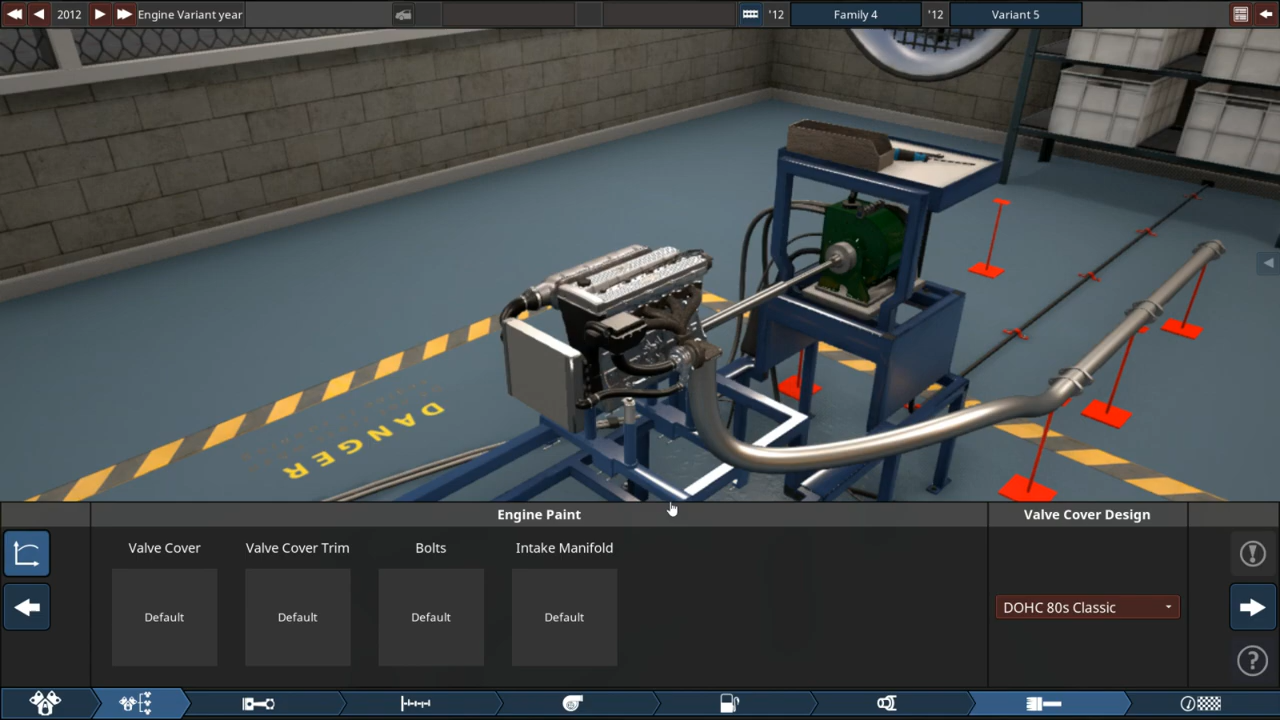 2012 Engine Variant year '12 Family 4 '12 Variant 5
DANGER
Engine Paint Valve Cover Design
Valve Cover Valve Cover Trim Bolts Intake Manifold
Default Default Default Default DOHC 80s Classic